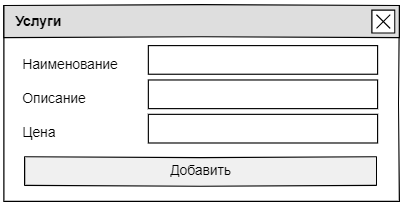 Услуги
Наименование
Описание
Цена
Добавить